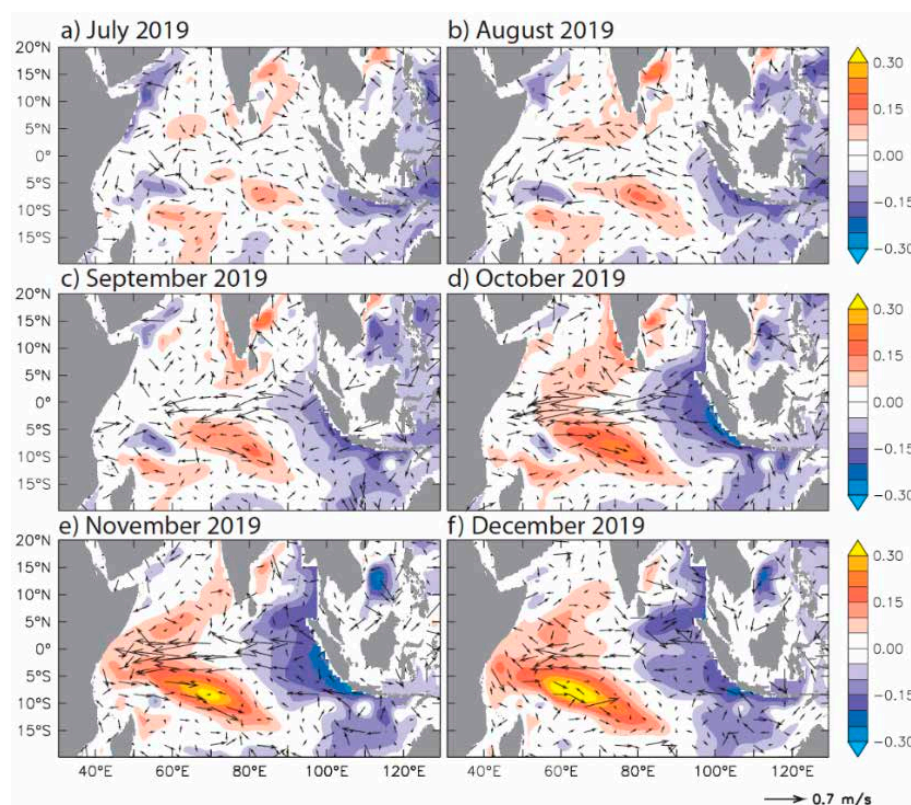 a) July 2019
b) August 2019
20°N
15°N
10°N
5°N
0°
5°S
10°S
15°S
0.30
0.15
0.00
−0.15
−0.30
c) September 2019
d) October 2019
20°N
15°N
10°N
5°N
0°
5°S
10°S
15°S
0.30
0.15
0.00
−0.15
−0.30
e) November 2019
f) December 2019
20°N
15°N
10°N
5°N
0°
5°S
10°S
15°S
0.30
0.15
0.00
−0.15
−0.30
40°E 60°E 80°E 100°E 120°E 40°E 60°E 80°E 100°E 120°E
0.7 m/s